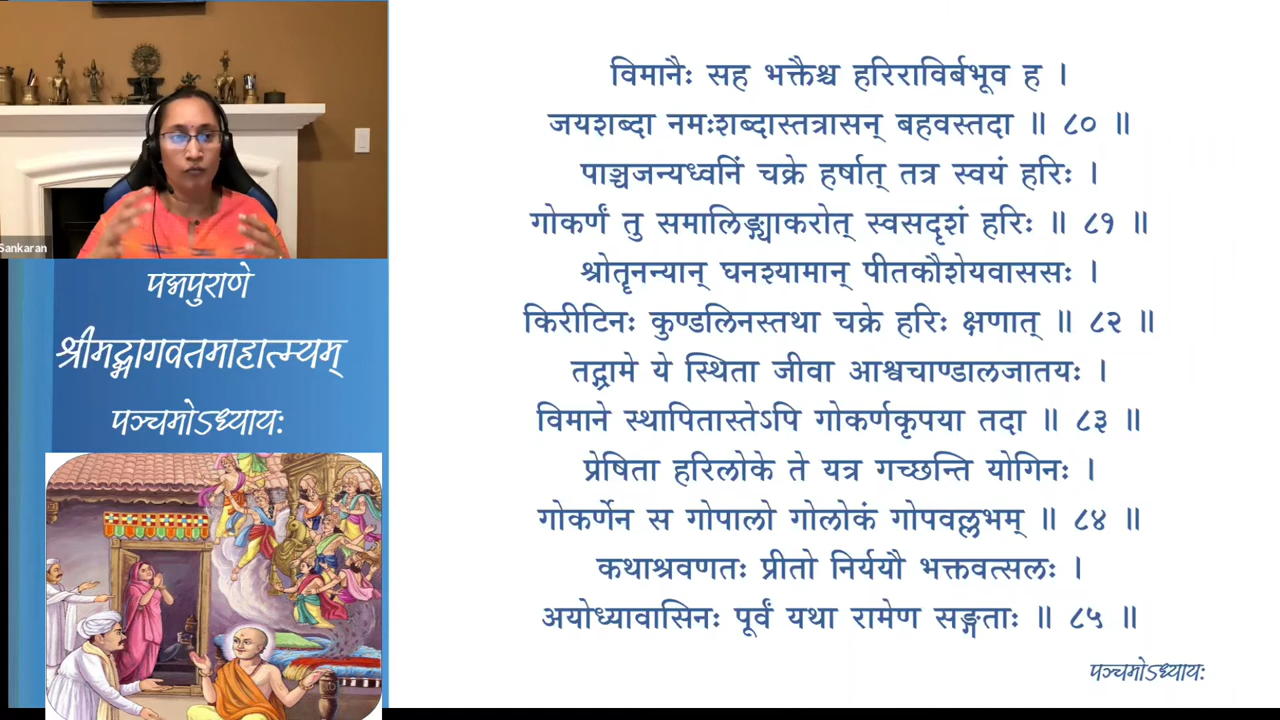 Sankaran
पद्मपुराणे
श्रीमद्भागवतमाहात्म्यम्
पञ्चमोऽध्यायः
विमानैः सह भक्तैश्च हरिराविर्बभूव ह ।
जयशब्दा नमःशब्दास्तत्रासन् बहवस्तदा ॥ ८० ॥
पाञ्चजन्यध्वनिं चक्रे हर्षात् तत्र स्वयं हरिः ।
गोकर्णं तु समालिङ्ग्याकरोत् स्वसदृशं हरिः ॥ ८१ ॥
श्रोतॄनन्यान् घनश्यामान् पीतकौशेयवाससः ।
किरीटिनः कुण्डलिनस्तथा चक्रे हरिः क्षणात् ॥ ८२ ॥
तद्ग्रामे ये स्थिता जीवा आश्वचाण्डालजातयः ।
विमाने स्थापितास्तेऽपि गोकर्णकृपया तदा ॥ ८३ ॥
प्रेषिता हरिलोके ते यत्र गच्छन्ति योगिनः ।
गोकर्णेन स गोपालो गोलोकं गोपवल्लभम् ॥ ८४ ॥
कथाश्रवणतः प्रीतो निर्ययौ भक्तवत्सलः ।
अयोध्यावासिनः पूर्वं यथा रामेण सङ्गताः ॥ ८५ ॥
पञ्चमोऽध्यायः